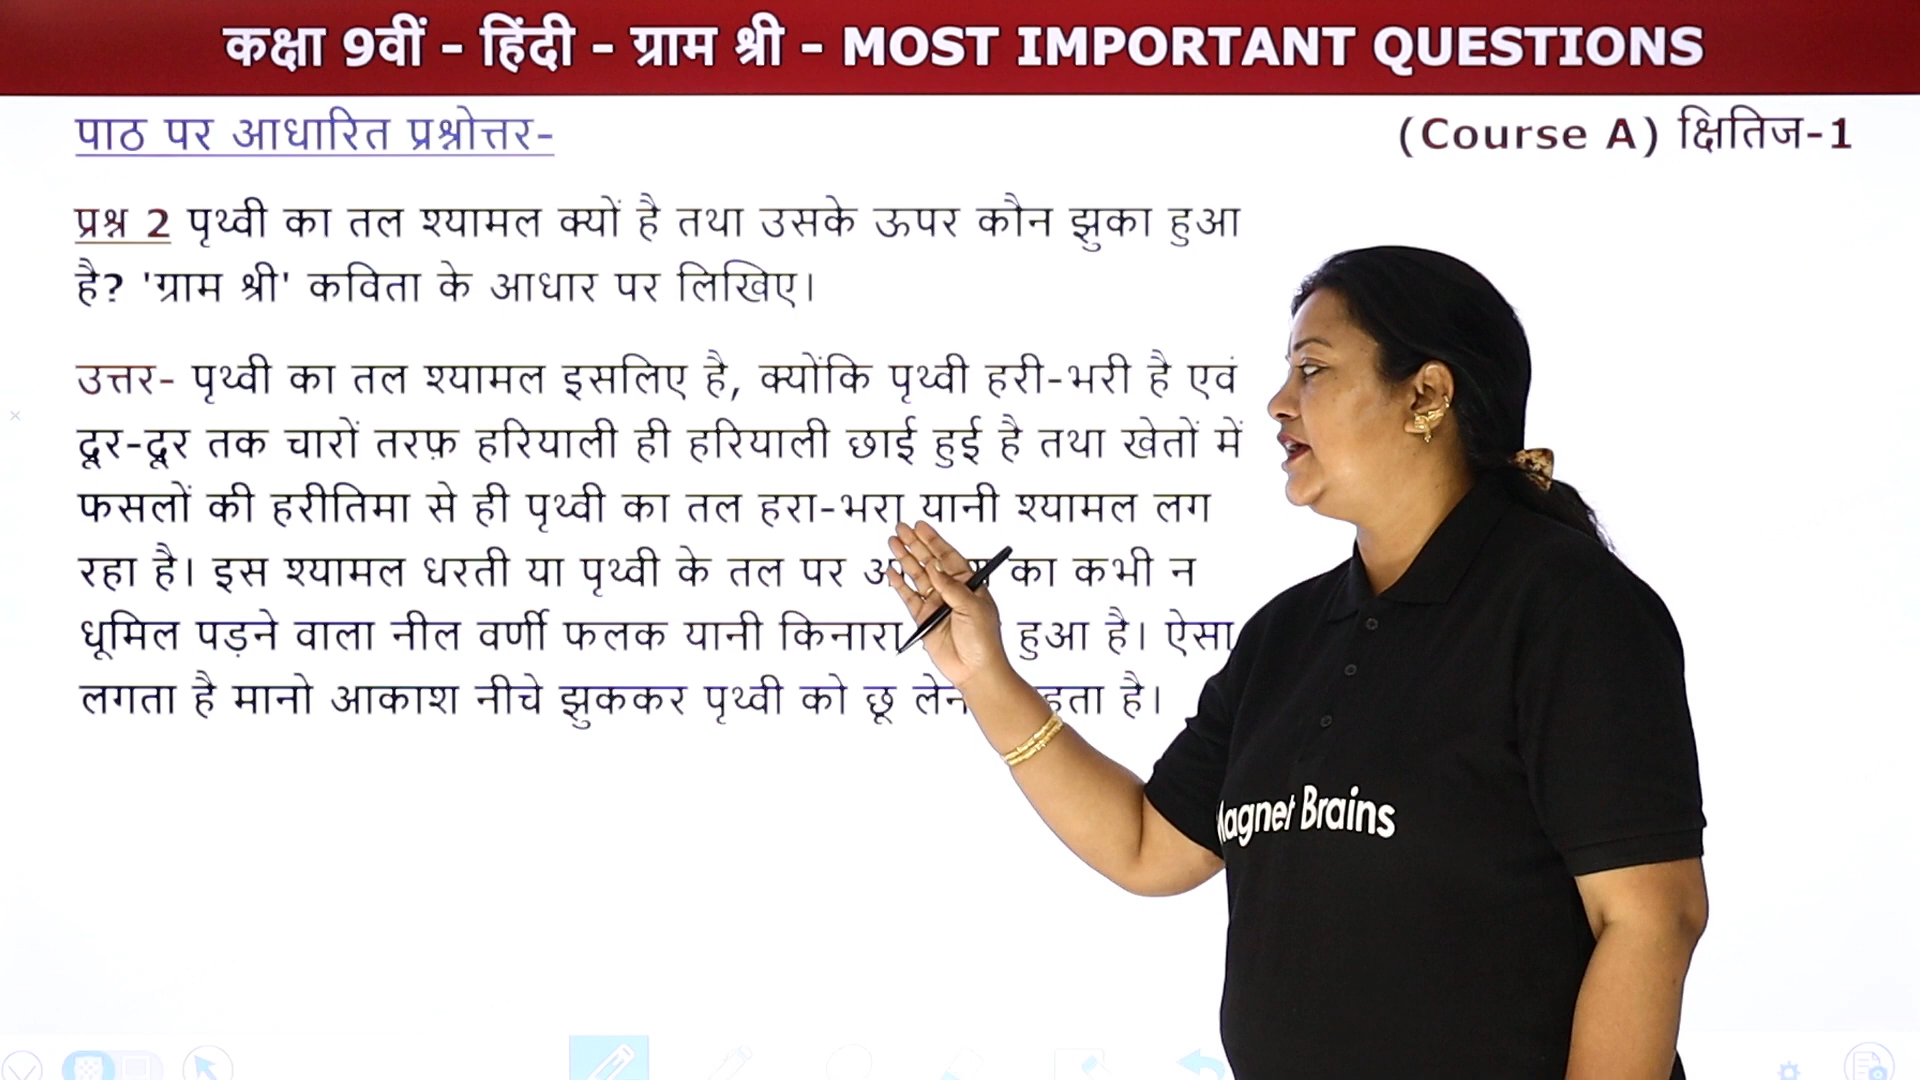 कक्षा 9वीं - हिंदी - ग्राम श्री - MOST IMPORTANT QUESTIONS
पाठ पर आधारित प्रश्नोत्तर-
(Course A) क्षितिज-1
प्रश्न 2 पृथ्वी का तल श्यामल क्यों है तथा उसके ऊपर कौन झुका हुआ
है? 'ग्राम श्री' कविता के आधार पर लिखिए।
उत्तर- पृथ्वी का तल श्यामल इसलिए है, क्योंकि पृथ्वी हरी-भरी है एवं
दूर-दूर तक चारों तरफ़ हरियाली ही हरियाली छाई हुई है तथा खेतों में
फसलों की हरीतिमा से ही पृथ्वी का तल हरा-भरा यानी श्यामल लग
रहा है। इस श्यामल धरती या पृथ्वी के तल पर का कभी न
धूमिल पड़ने वाला नील वर्णी फलक यानी किनारा हुआ है। ऐसा
लगता है मानो आकाश नीचे झुककर पृथ्वी को छू है।
Brains